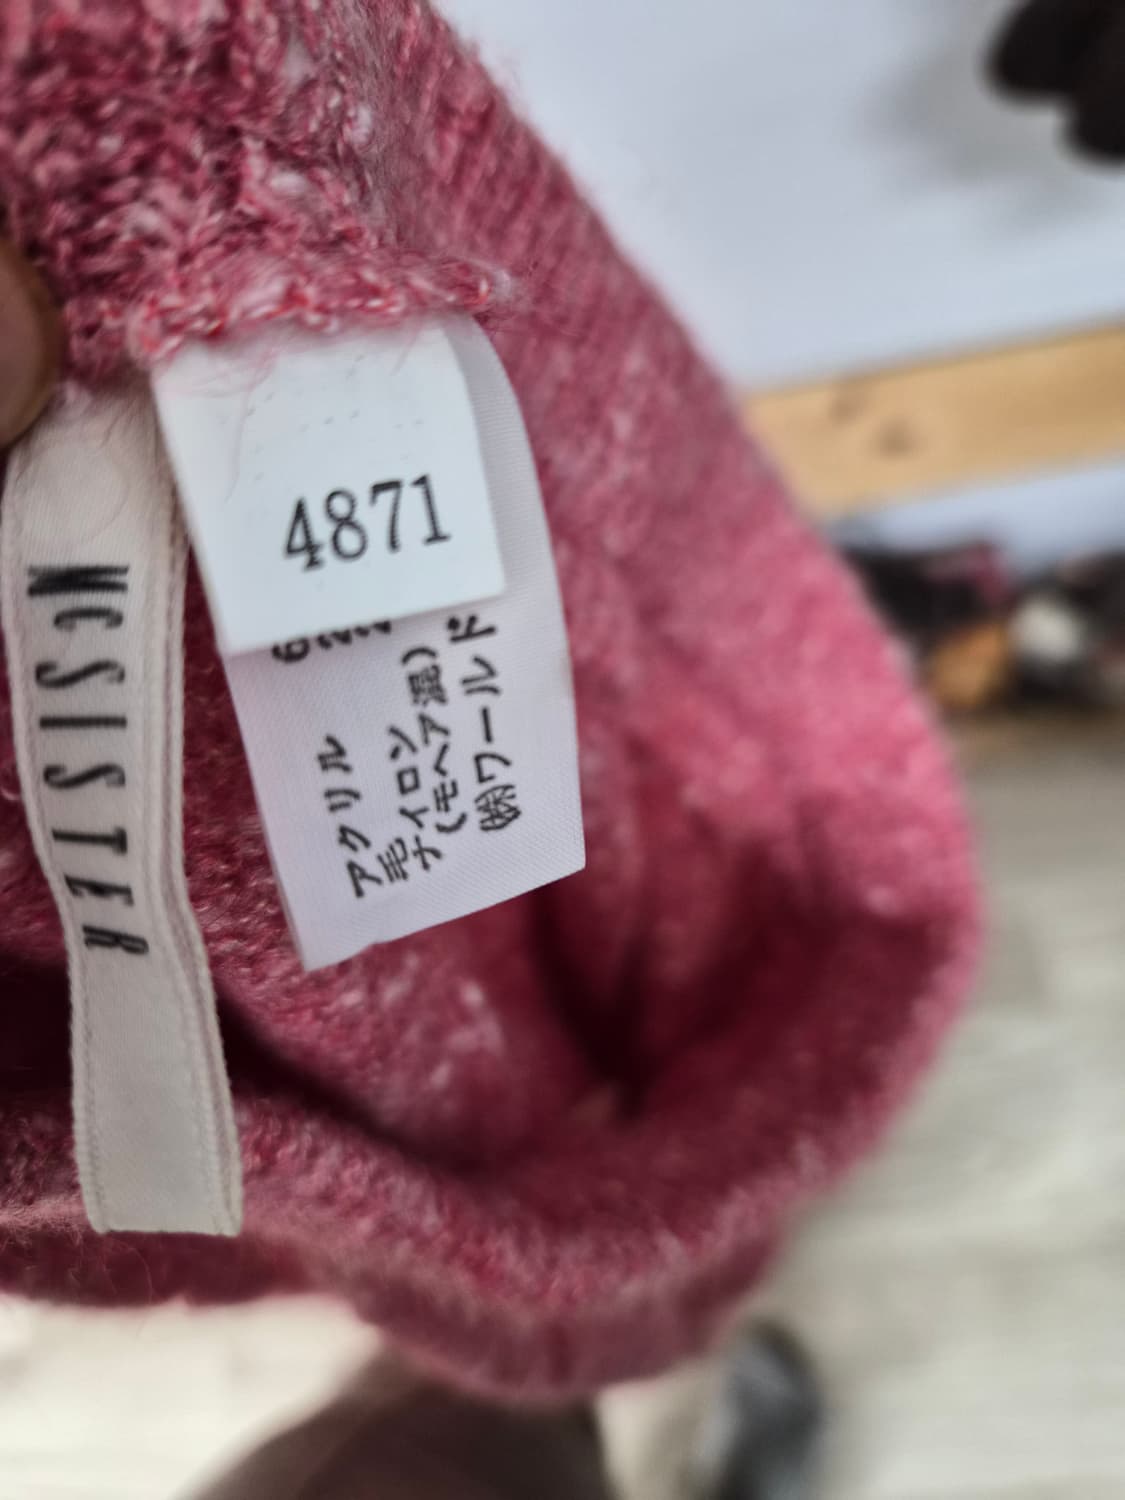 4871
アクリル 6
毛
ナイロン
(モヘア混)
㈱ワールド
McSISTER